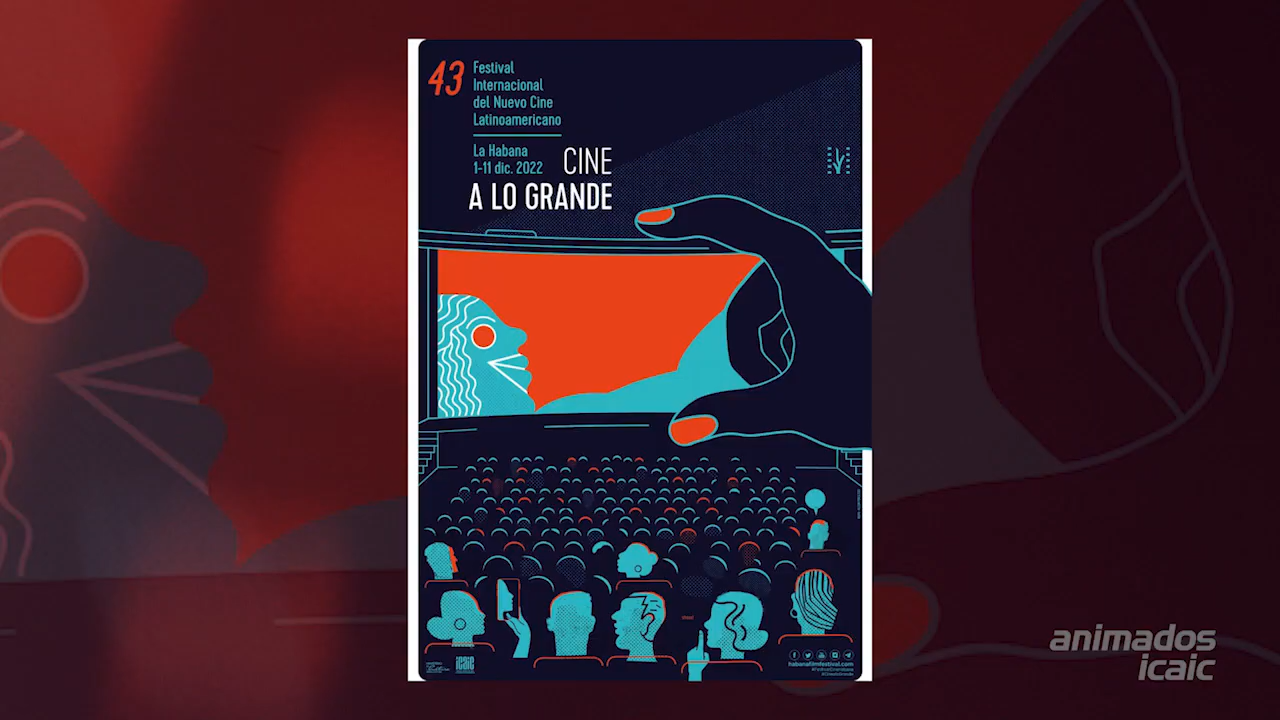 43
Festival
Internacional
del Nuevo Cine
Latinoamericano
La Habana
1-11 dic. 2022
CINE
A LO GRANDE
icaic
habanafilmfestival.com
animados
icaic